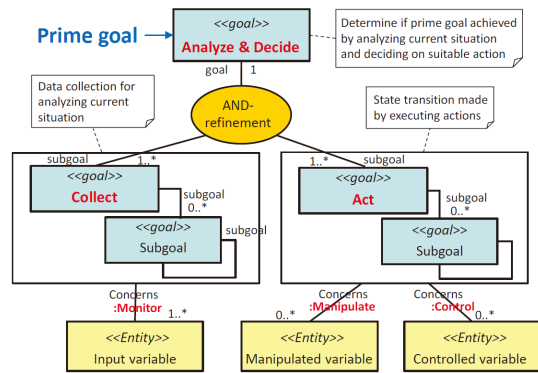 Prime goal
<<goal>>
Analyze & Decide
Determine if prime goal achieved
by analyzing current situation
and deciding on suitable action
goal 1
Data collection for
analyzing current
situation
AND-
refinement
State transition made
by executing actions
subgoal 1..*
<<goal>>
Collect
subgoal
0..*
<<goal>>
Subgoal
subgoal
1..* subgoal
<<goal>>
Act
subgoal
0..*
<<goal>>
Subgoal
Concerns
:Monitor
1..*
Concerns
:Manipulate
0..*
Concerns
:Control
0..*
<<Entity>>
Input variable
<<Entity>>
Manipulated variable
<<Entity>>
Controlled variable